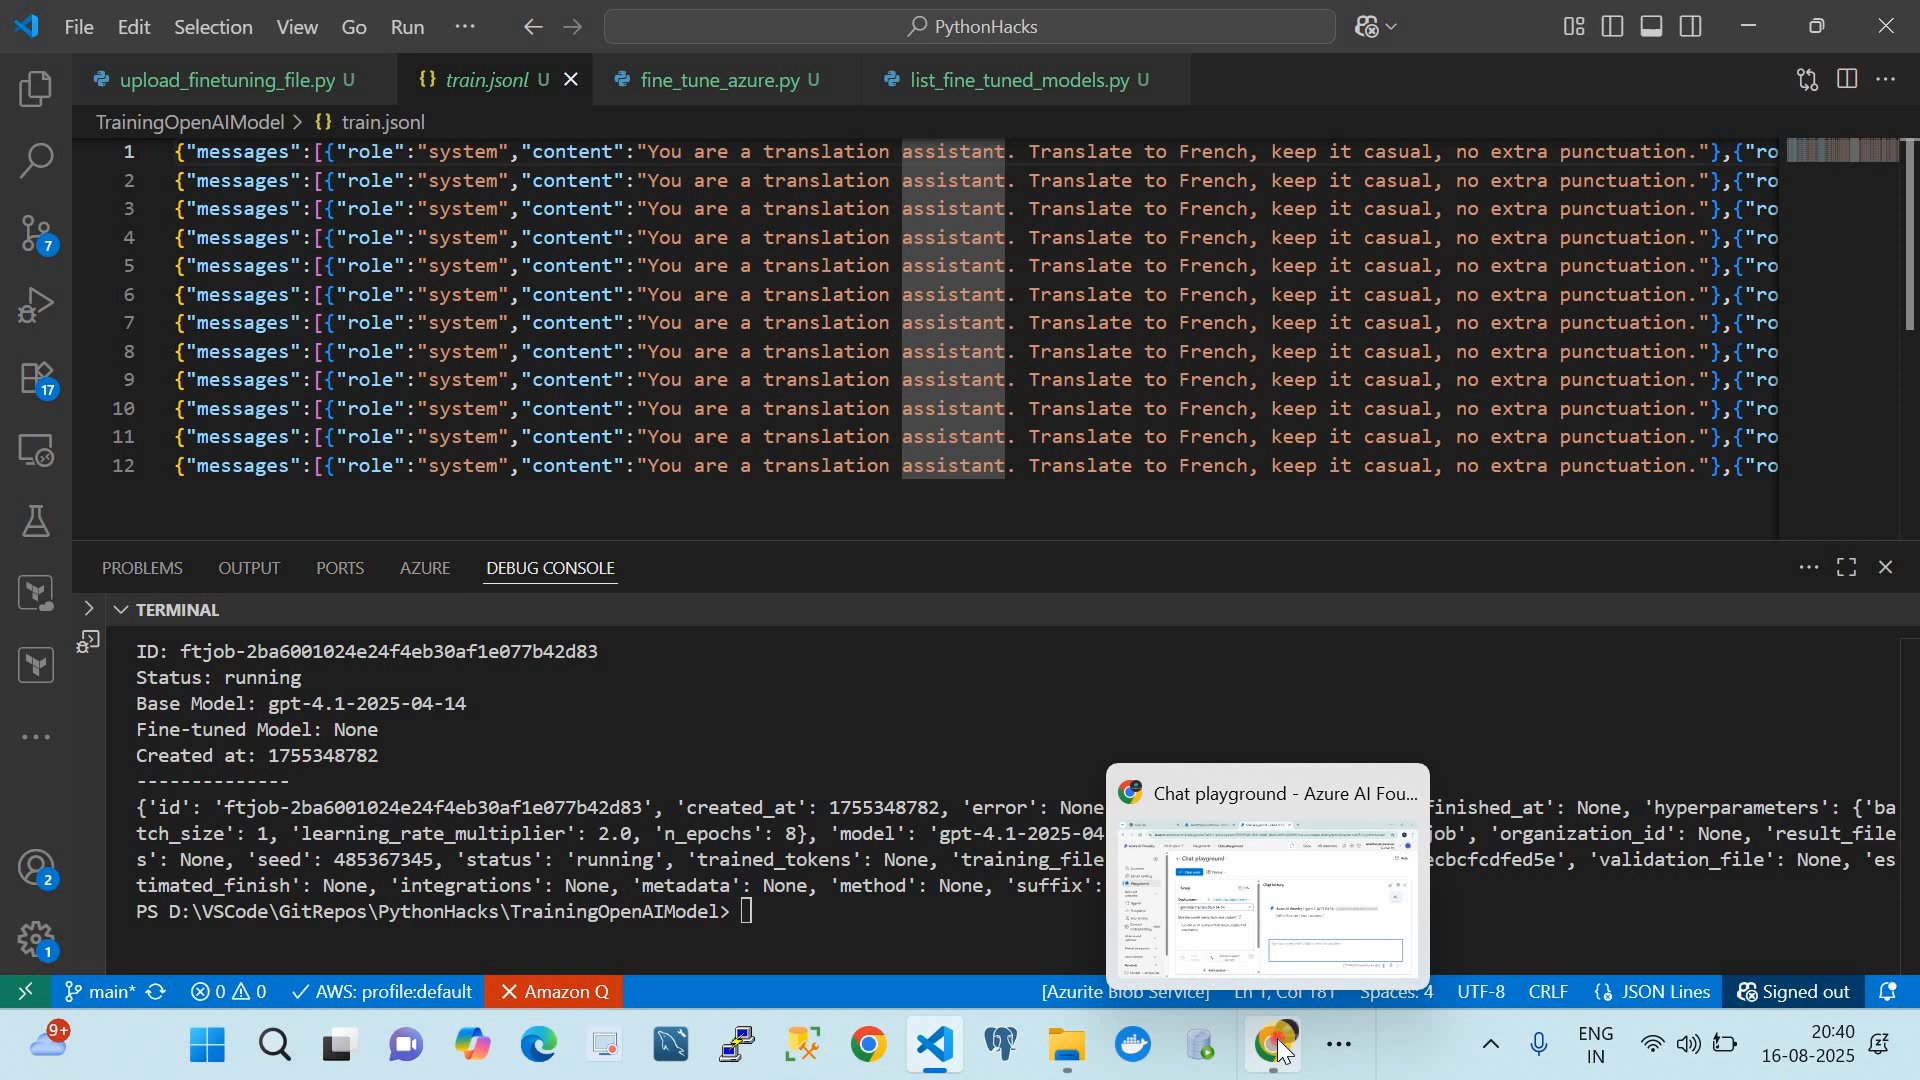 File Edit Selection View Go Run ··· PythonHacks
upload_finetuning_file.py U {} train.jsonl U fine_tune_azure.py U list_fine_tuned_models.py U
TrainingOpenAIModel > {} train.jsonl
1 {"messages":[{"role":"system","content":"You are a translation assistant. Translate to French, keep it casual, no extra punctuation."},{"ro
2 {"messages":[{"role":"system","content":"You are a translation assistant. Translate to French, keep it casual, no extra punctuation."},{"ro
3 {"messages":[{"role":"system","content":"You are a translation assistant. Translate to French, keep it casual, no extra punctuation."},{"ro
4 {"messages":[{"role":"system","content":"You are a translation assistant. Translate to French, keep it casual, no extra punctuation."},{"ro
5 {"messages":[{"role":"system","content":"You are a translation assistant. Translate to French, keep it casual, no extra punctuation."},{"ro
6 {"messages":[{"role":"system","content":"You are a translation assistant. Translate to French, keep it casual, no extra punctuation."},{"ro
7 {"messages":[{"role":"system","content":"You are a translation assistant. Translate to French, keep it casual, no extra punctuation."},{"ro
8 {"messages":[{"role":"system","content":"You are a translation assistant. Translate to French, keep it casual, no extra punctuation."},{"ro
9 {"messages":[{"role":"system","content":"You are a translation assistant. Translate to French, keep it casual, no extra punctuation."},{"ro
10 {"messages":[{"role":"system","content":"You are a translation assistant. Translate to French, keep it casual, no extra punctuation."},{"ro
11 {"messages":[{"role":"system","content":"You are a translation assistant. Translate to French, keep it casual, no extra punctuation."},{"ro
12 {"messages":[{"role":"system","content":"You are a translation assistant. Translate to French, keep it casual, no extra punctuation."},{"ro
7
17
2
1
PROBLEMS OUTPUT PORTS AZURE DEBUG CONSOLE
TERMINAL
ID: ftjob-2ba6001024e24f4eb30af1e077b42d83
Status: running
Base Model: gpt-4.1-2025-04-14
Fine-tuned Model: None
Created at: 1755348782
--------------
{'id': 'ftjob-2ba6001024e24f4eb30af1e077b42d83', 'created_at': 1755348782, 'error': None finished_at': None, 'hyperparameters': {'ba
tch_size': 1, 'learning_rate_multiplier': 2.0, 'n_epochs': 8}, 'model': 'gpt-4.1-2025-04 job', 'organization_id': None, 'result_file
s': None, 'seed': 485367345, 'status': 'running', 'trained_tokens': None, 'training_file ecbcfcdfed5e', 'validation_file': None, 'es
timated_finish': None, 'integrations': None, 'metadata': None, 'method': None, 'suffix':
PS D:\VSCode\GitRepos\PythonHacks\TrainingOpenAIModel>
Chat playground - Azure AI Fou...
Chat playground
main* 0 0 AWS: profile:default Amazon Q [Azurite Blob Service] Ln 1, Col 181 Spaces: 4 UTF-8 CRLF {} JSON Lines Signed out
9+
ENG
IN
20:40
16-08-2025